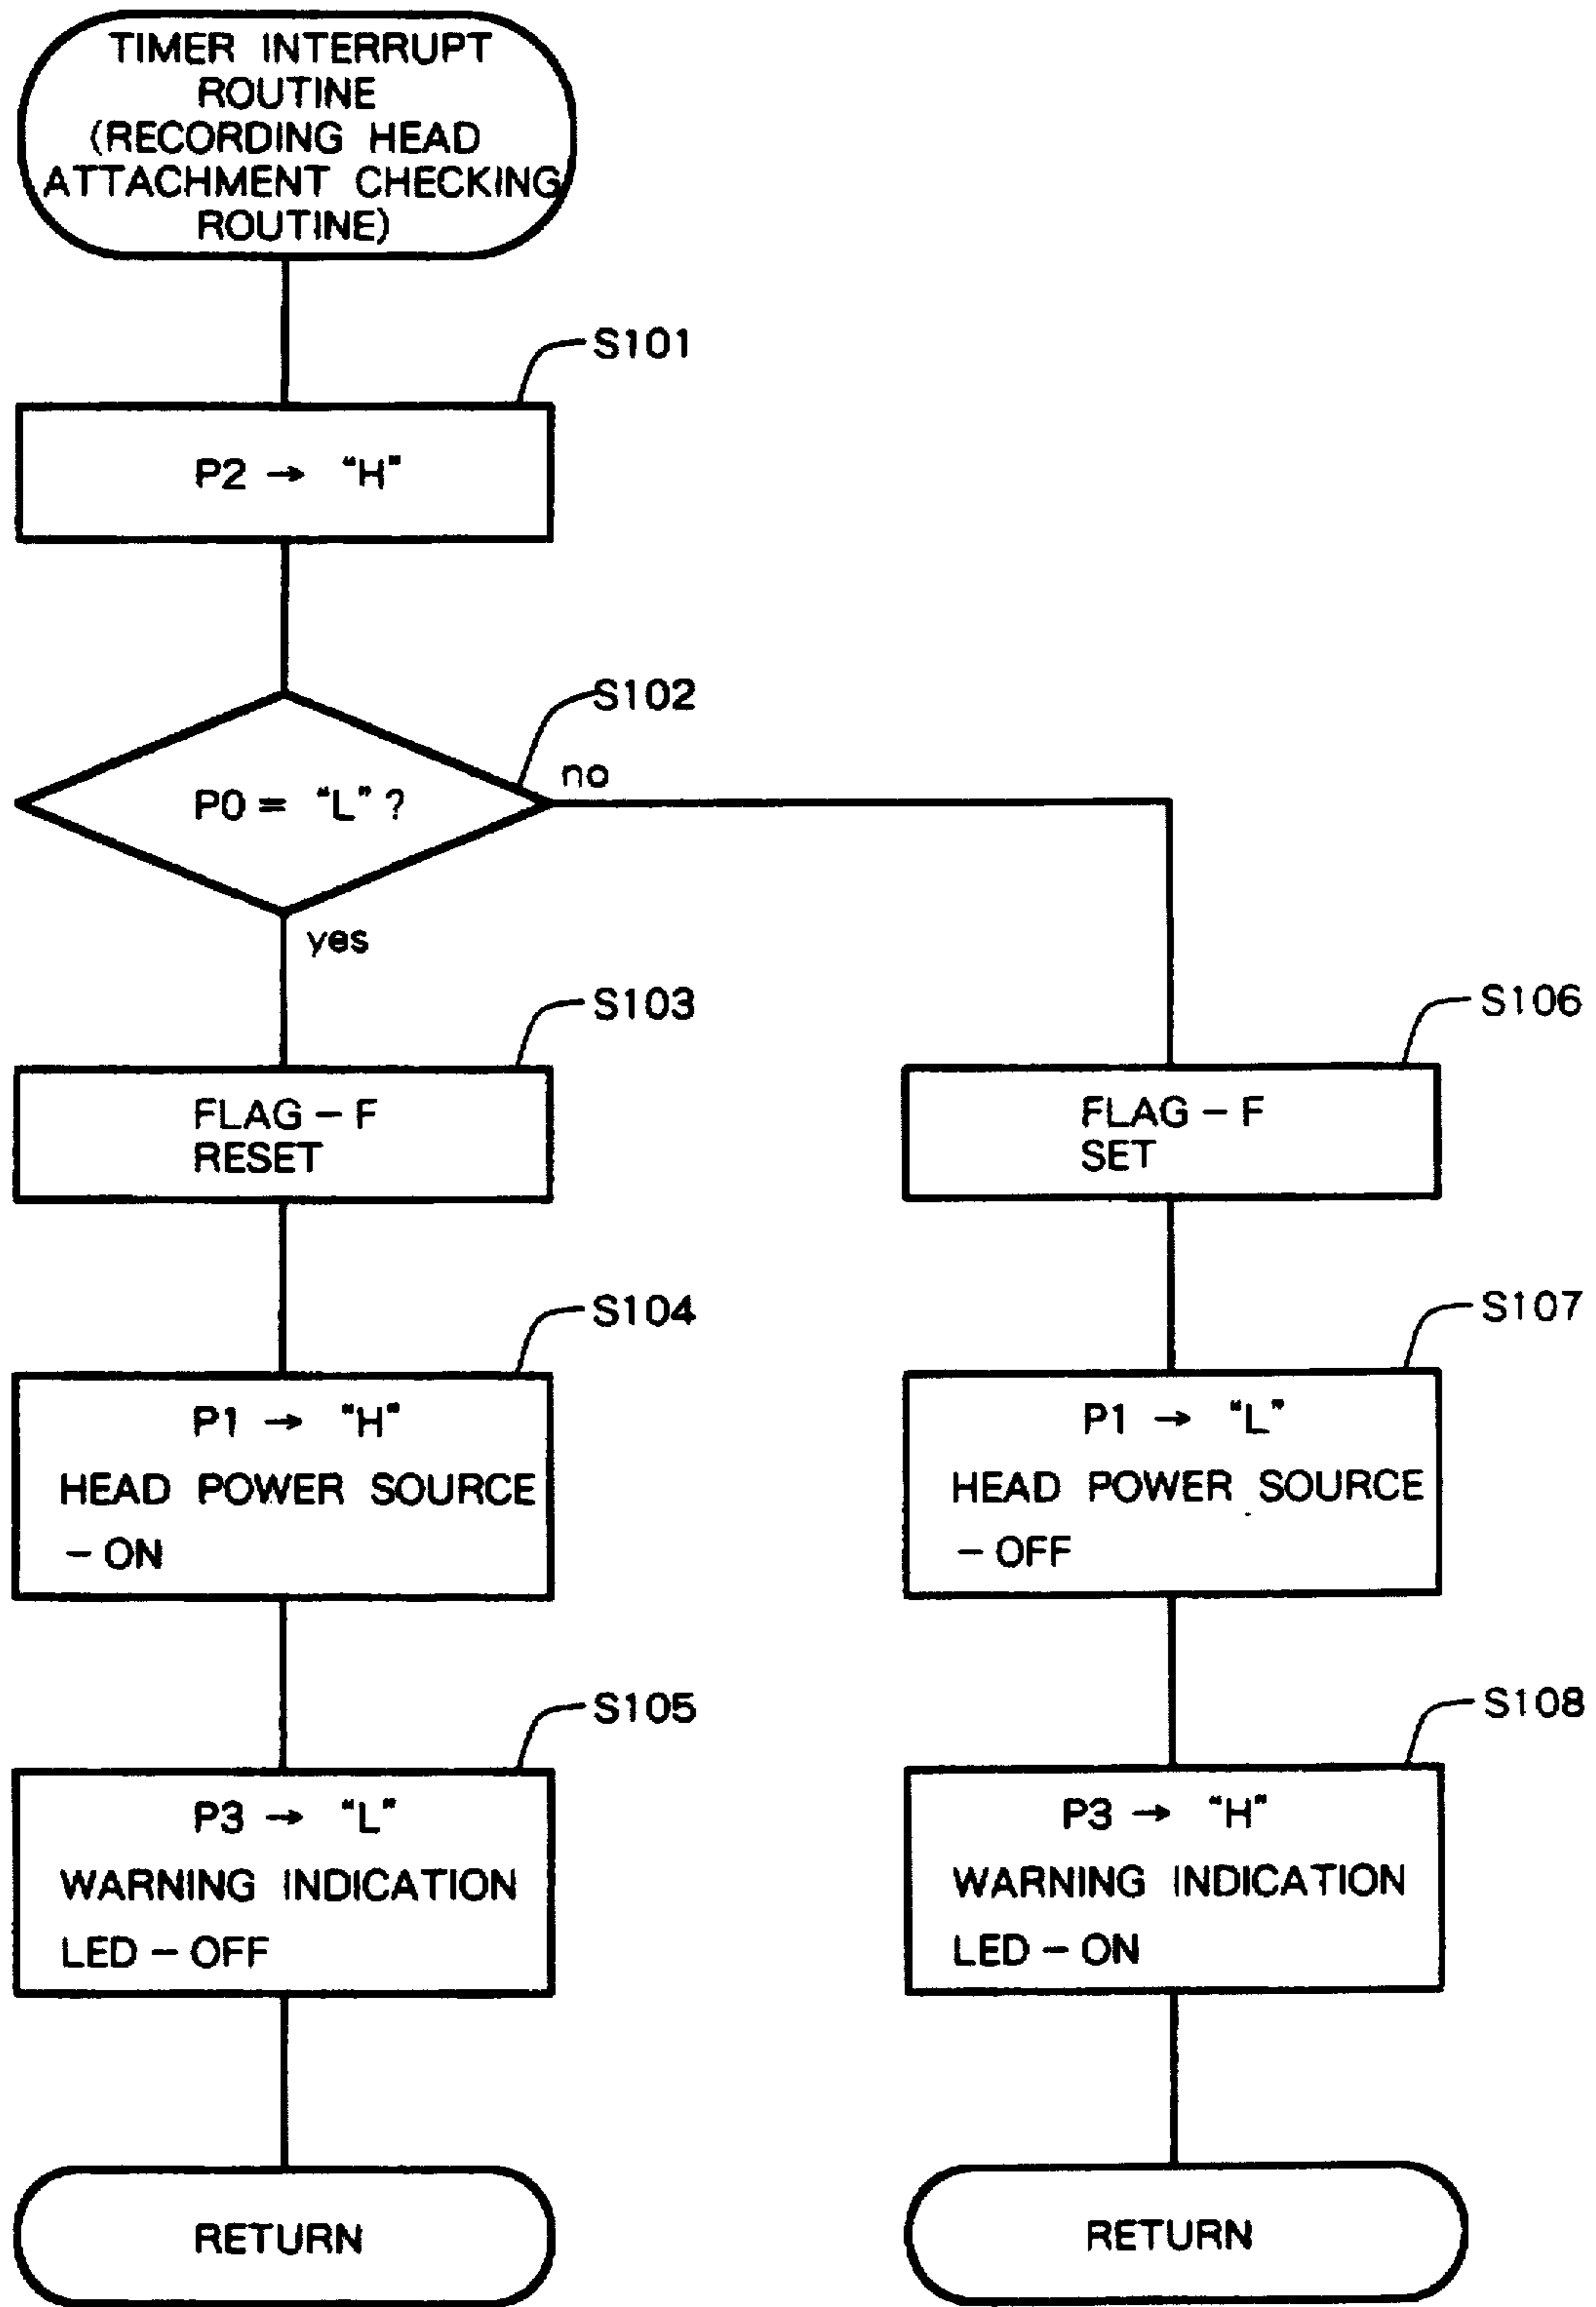 TIMER INTERRUPT
ROUTINE
(RECORDING HEAD
ATTACHMENT CHECKING
ROUTINE)
S101
P2 → "H"
S102
P0 = "L" ?
no
yes
S103
FLAG – F
RESET
S104
P1 → "H"
HEAD POWER SOURCE
– ON
S105
P3 → "L"
WARNING INDICATION
LED – OFF
RETURN
S106
FLAG – F
SET
S107
P1 → "L"
HEAD POWER SOURCE
– OFF
S108
P3 → "H"
WARNING INDICATION
LED – ON
RETURN